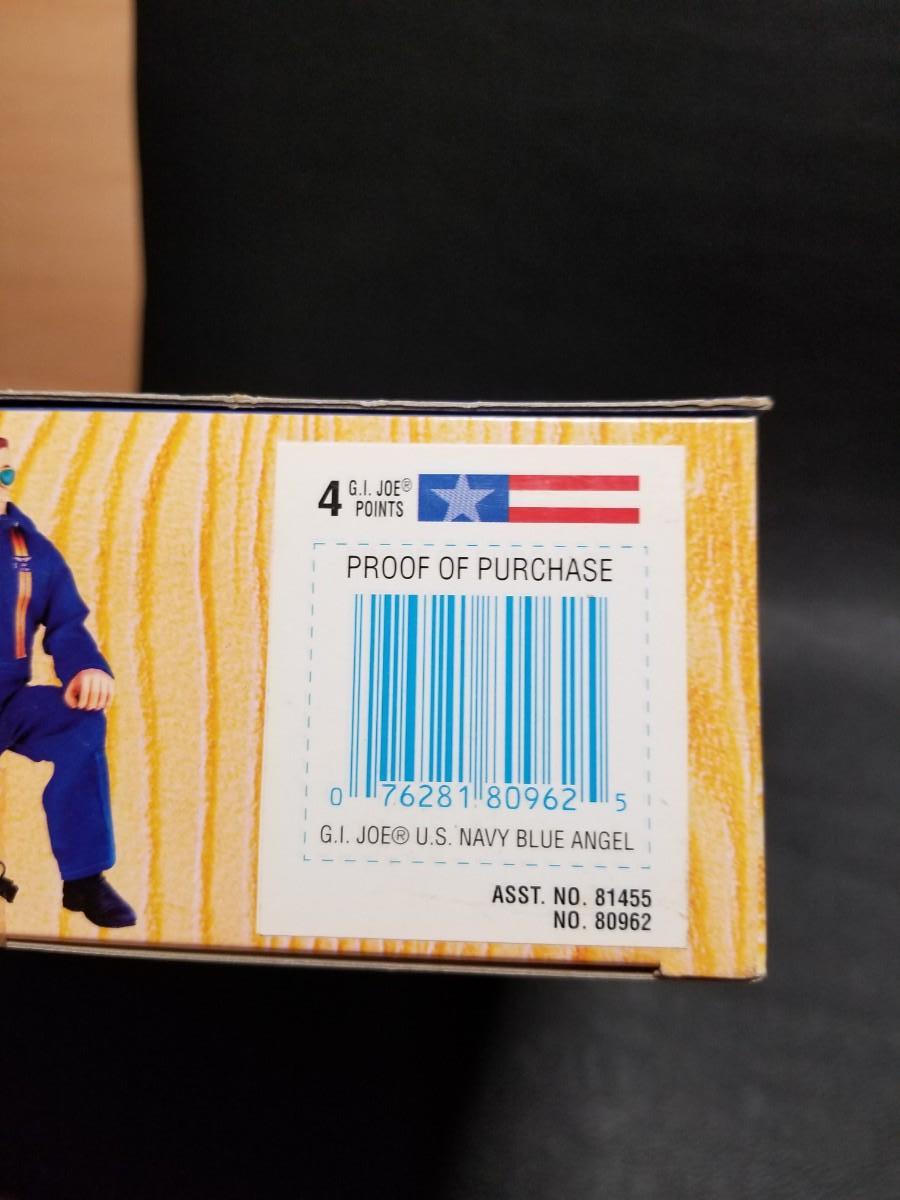 4 G.I. JOE®
POINTS
PROOF OF PURCHASE
0 76281 80962 5
G.I. JOE® U.S. NAVY BLUE ANGEL
ASST. NO. 81455
NO. 80962